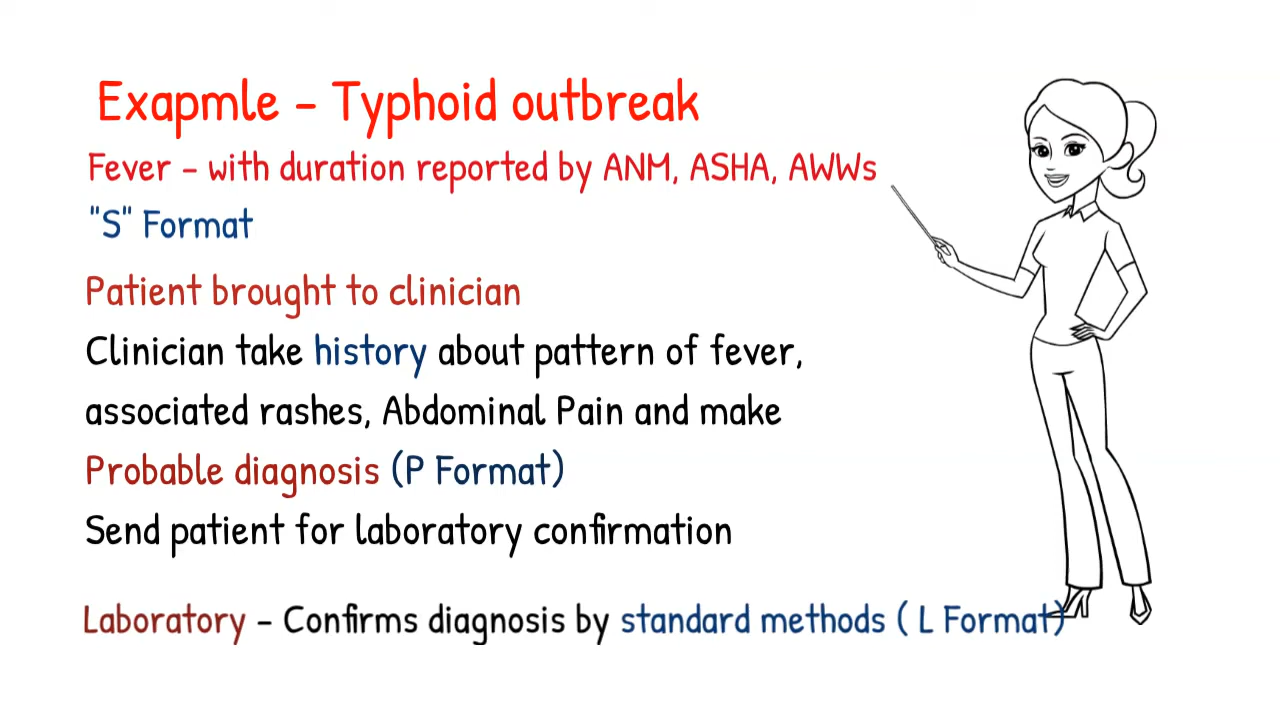 Exapmle - Typhoid outbreak
Fever - with duration reported by ANM, ASHA, AWWs
"S" Format
Patient brought to clinician
Clinician take history about pattern of fever,
associated rashes, Abdominal Pain and make
Probable diagnosis (P Format)
Send patient for laboratory confirmation
Laboratory - Confirms diagnosis by standard methods ( L Format)